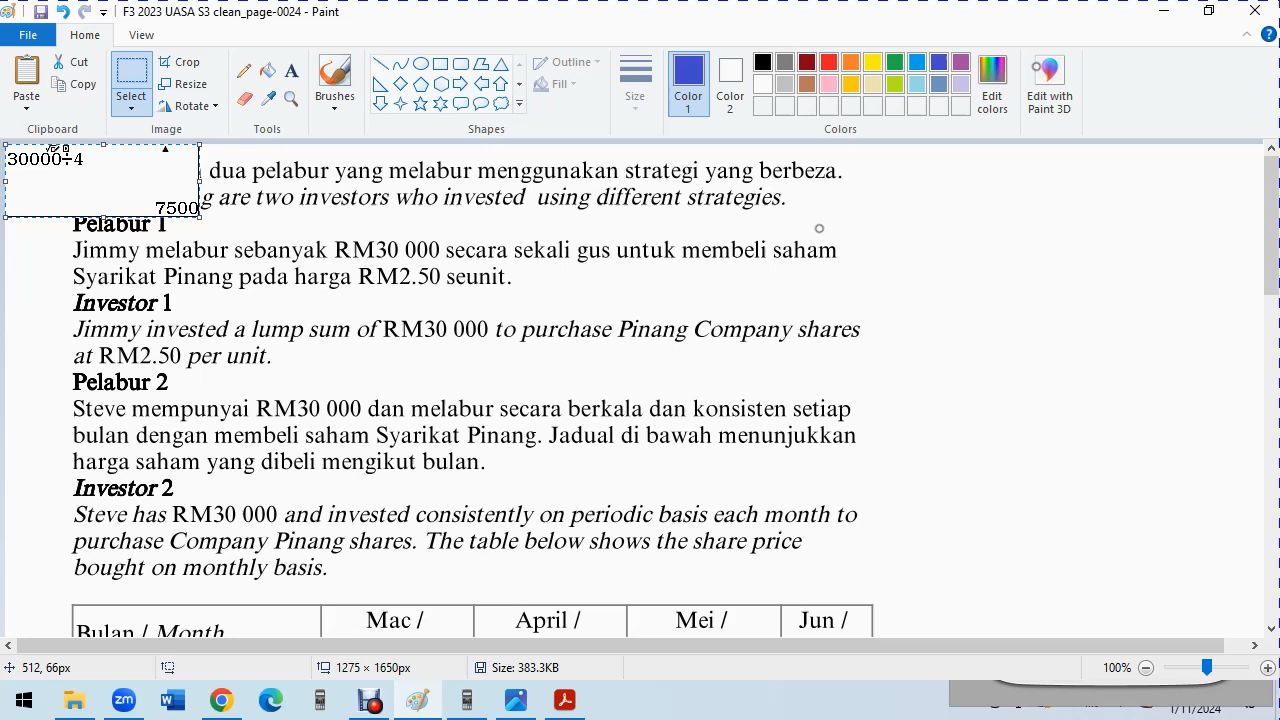 F3 2023 UASA S3 clean_page-0024 - Paint
File Home View
Paste Cut Copy Clipboard
Select Crop Resize Rotate Image
Tools
Brushes
Shapes Outline Fill
Size
Color 1 Color 2 Colors
Edit colors
Edit with Paint 3D
30000÷4
7500
dua pelabur yang melabur menggunakan strategi yang berbeza.
g are two investors who invested using different strategies.
Pelabur 1
Jimmy melabur sebanyak RM30 000 secara sekali gus untuk membeli saham
Syarikat Pinang pada harga RM2.50 seunit.
Investor 1
Jimmy invested a lump sum of RM30 000 to purchase Pinang Company shares
at RM2.50 per unit.
Pelabur 2
Steve mempunyai RM30 000 dan melabur secara berkala dan konsisten setiap
bulan dengan membeli saham Syarikat Pinang. Jadual di bawah menunjukkan
harga saham yang dibeli mengikut bulan.
Investor 2
Steve has RM30 000 and invested consistently on periodic basis each month to
purchase Company Pinang shares. The table below shows the share price
bought on monthly basis.
Bulan / Month Mac / April / Mei / Jun /
512, 66px 1275 × 1650px Size: 383.3KB 100%
1/11/2024